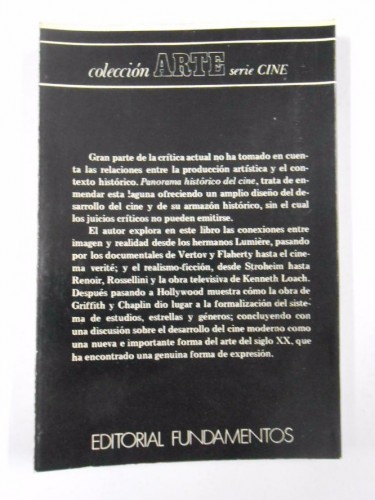 colección ARTE serie CINE
Gran parte de la crítica actual no ha tomado en cuen-
ta las relaciones entre la producción artística y el con-
texto histórico. Panorama histórico del cine, trata de en-
mendar esta laguna ofreciendo un amplio diseño del de-
sarrollo del cine y de su armazón histórico, sin el cual
los juicios críticos no pueden emitirse.
El autor explora en este libro las conexiones entre
imagen y realidad desde los hermanos Lumière, pasando
por los documentales de Vertov y Flaherty hasta el cine-
ma verité; y el realismo-ficción, desde Stroheim hasta
Renoir, Rossellini y la obra televisiva de Kenneth Loach.
Después pasando a Hollywood muestra cómo la obra de
Griffith y Chaplin dio lugar a la formalización del siste-
ma de estudios, estrellas y géneros; concluyendo con
una discusión sobre el desarrollo del cine moderno como
una nueva e importante forma del arte del siglo XX, que
ha encontrado una genuina forma de expresión.
EDITORIAL FUNDAMENTOS